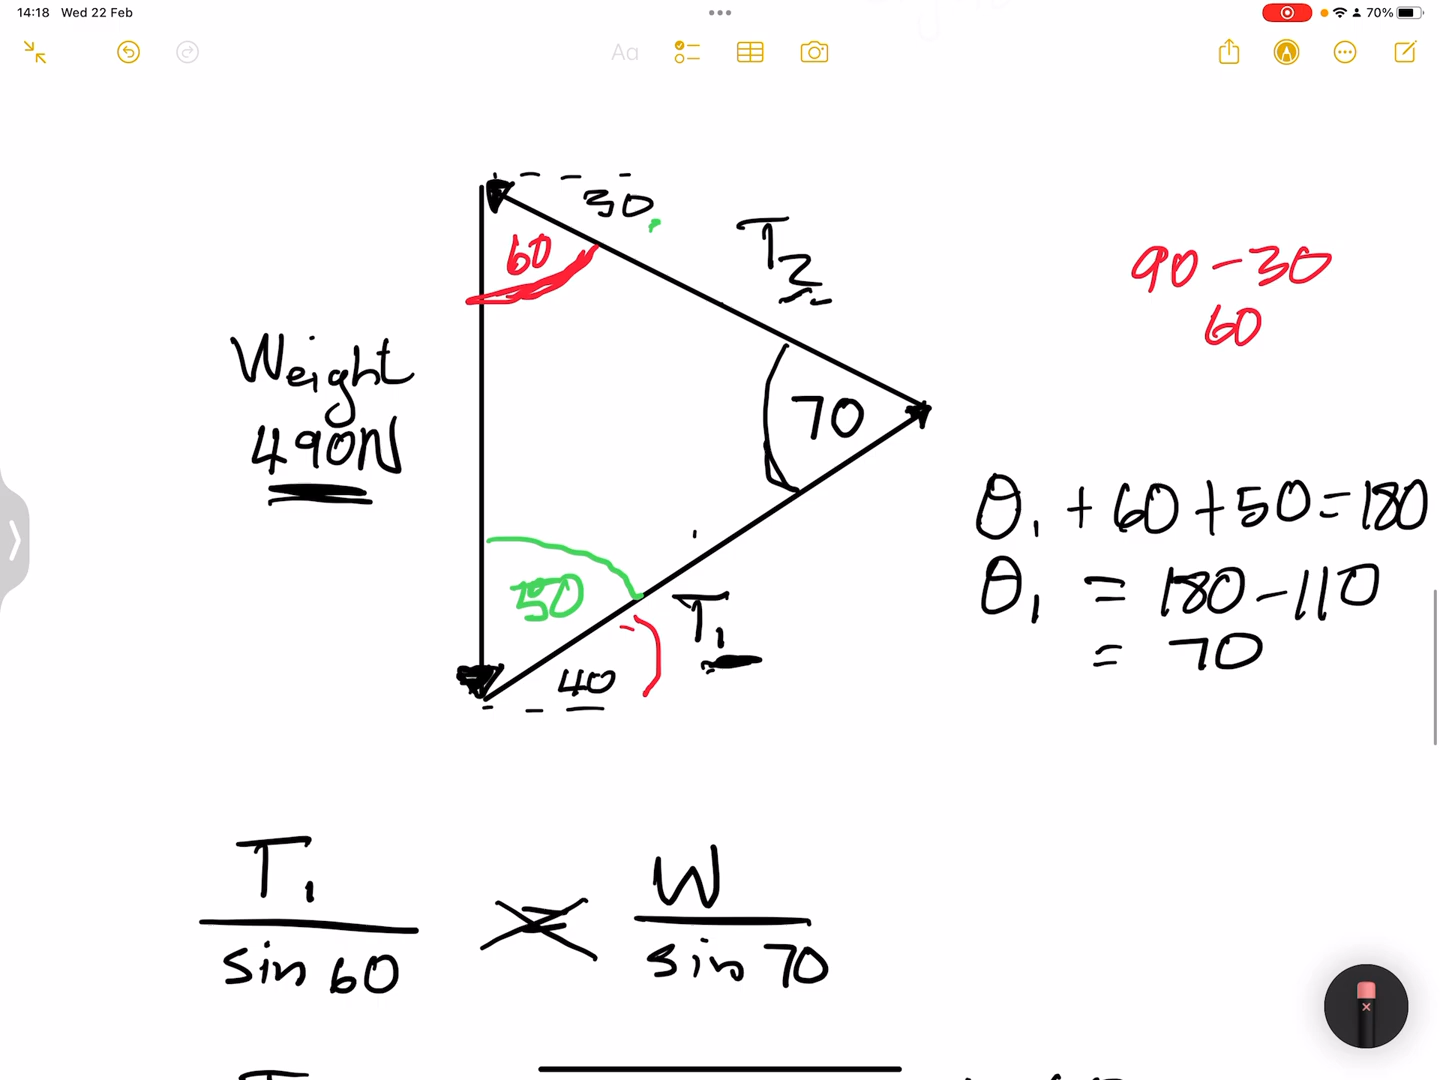 14:18 Wed 22 Feb
70%
Aa
30
60
T2
90-30
60
Weight
490N
70
θ1 + 60 + 50 = 180
θ1 = 180 - 110
= 70
50
T1
40
T1
W
=
sin 60
sin 70